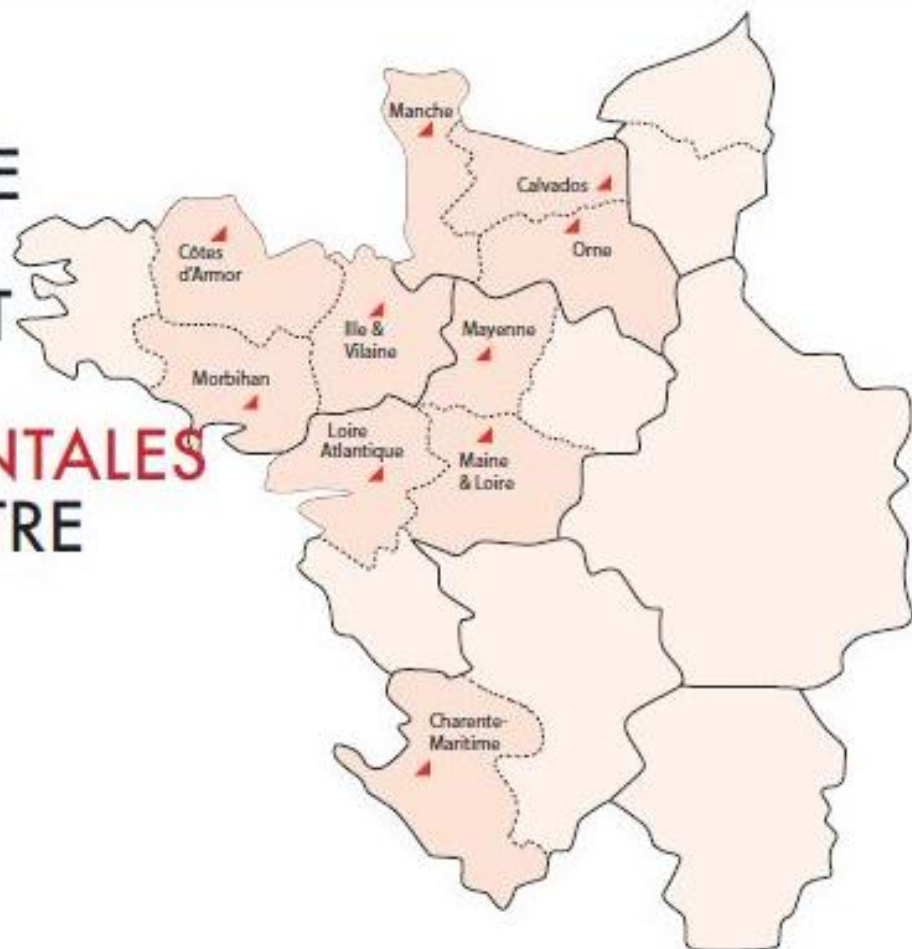 E
T
NTALES
TRE
Manche
Calvados
Orne
Côtes
d'Armor
Ille &
Vilaine
Mayenne
Morbihan
Loire
Atlantique
Maine
& Loire
Charente-
Maritime